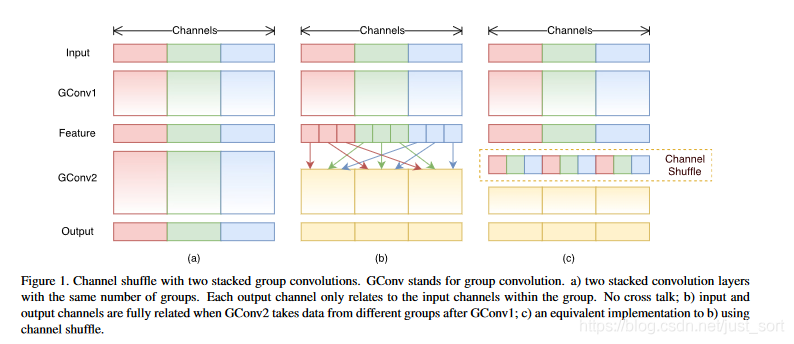 Channels Channels Channels
Input
GConv1
Feature
Channel
Shuffle
GConv2
Output
(a) (b) (c)
Figure 1. Channel shuffle with two stacked group convolutions. GConv stands for group convolution. a) two stacked convolution layers
with the same number of groups. Each output channel only relates to the input channels within the group. No cross talk; b) input and
output channels are fully related when GConv2 takes data from different groups after GConv1; c) an equivalent implementation to b) using
channel shuffle.
https://blog.csdn.net/just_sort